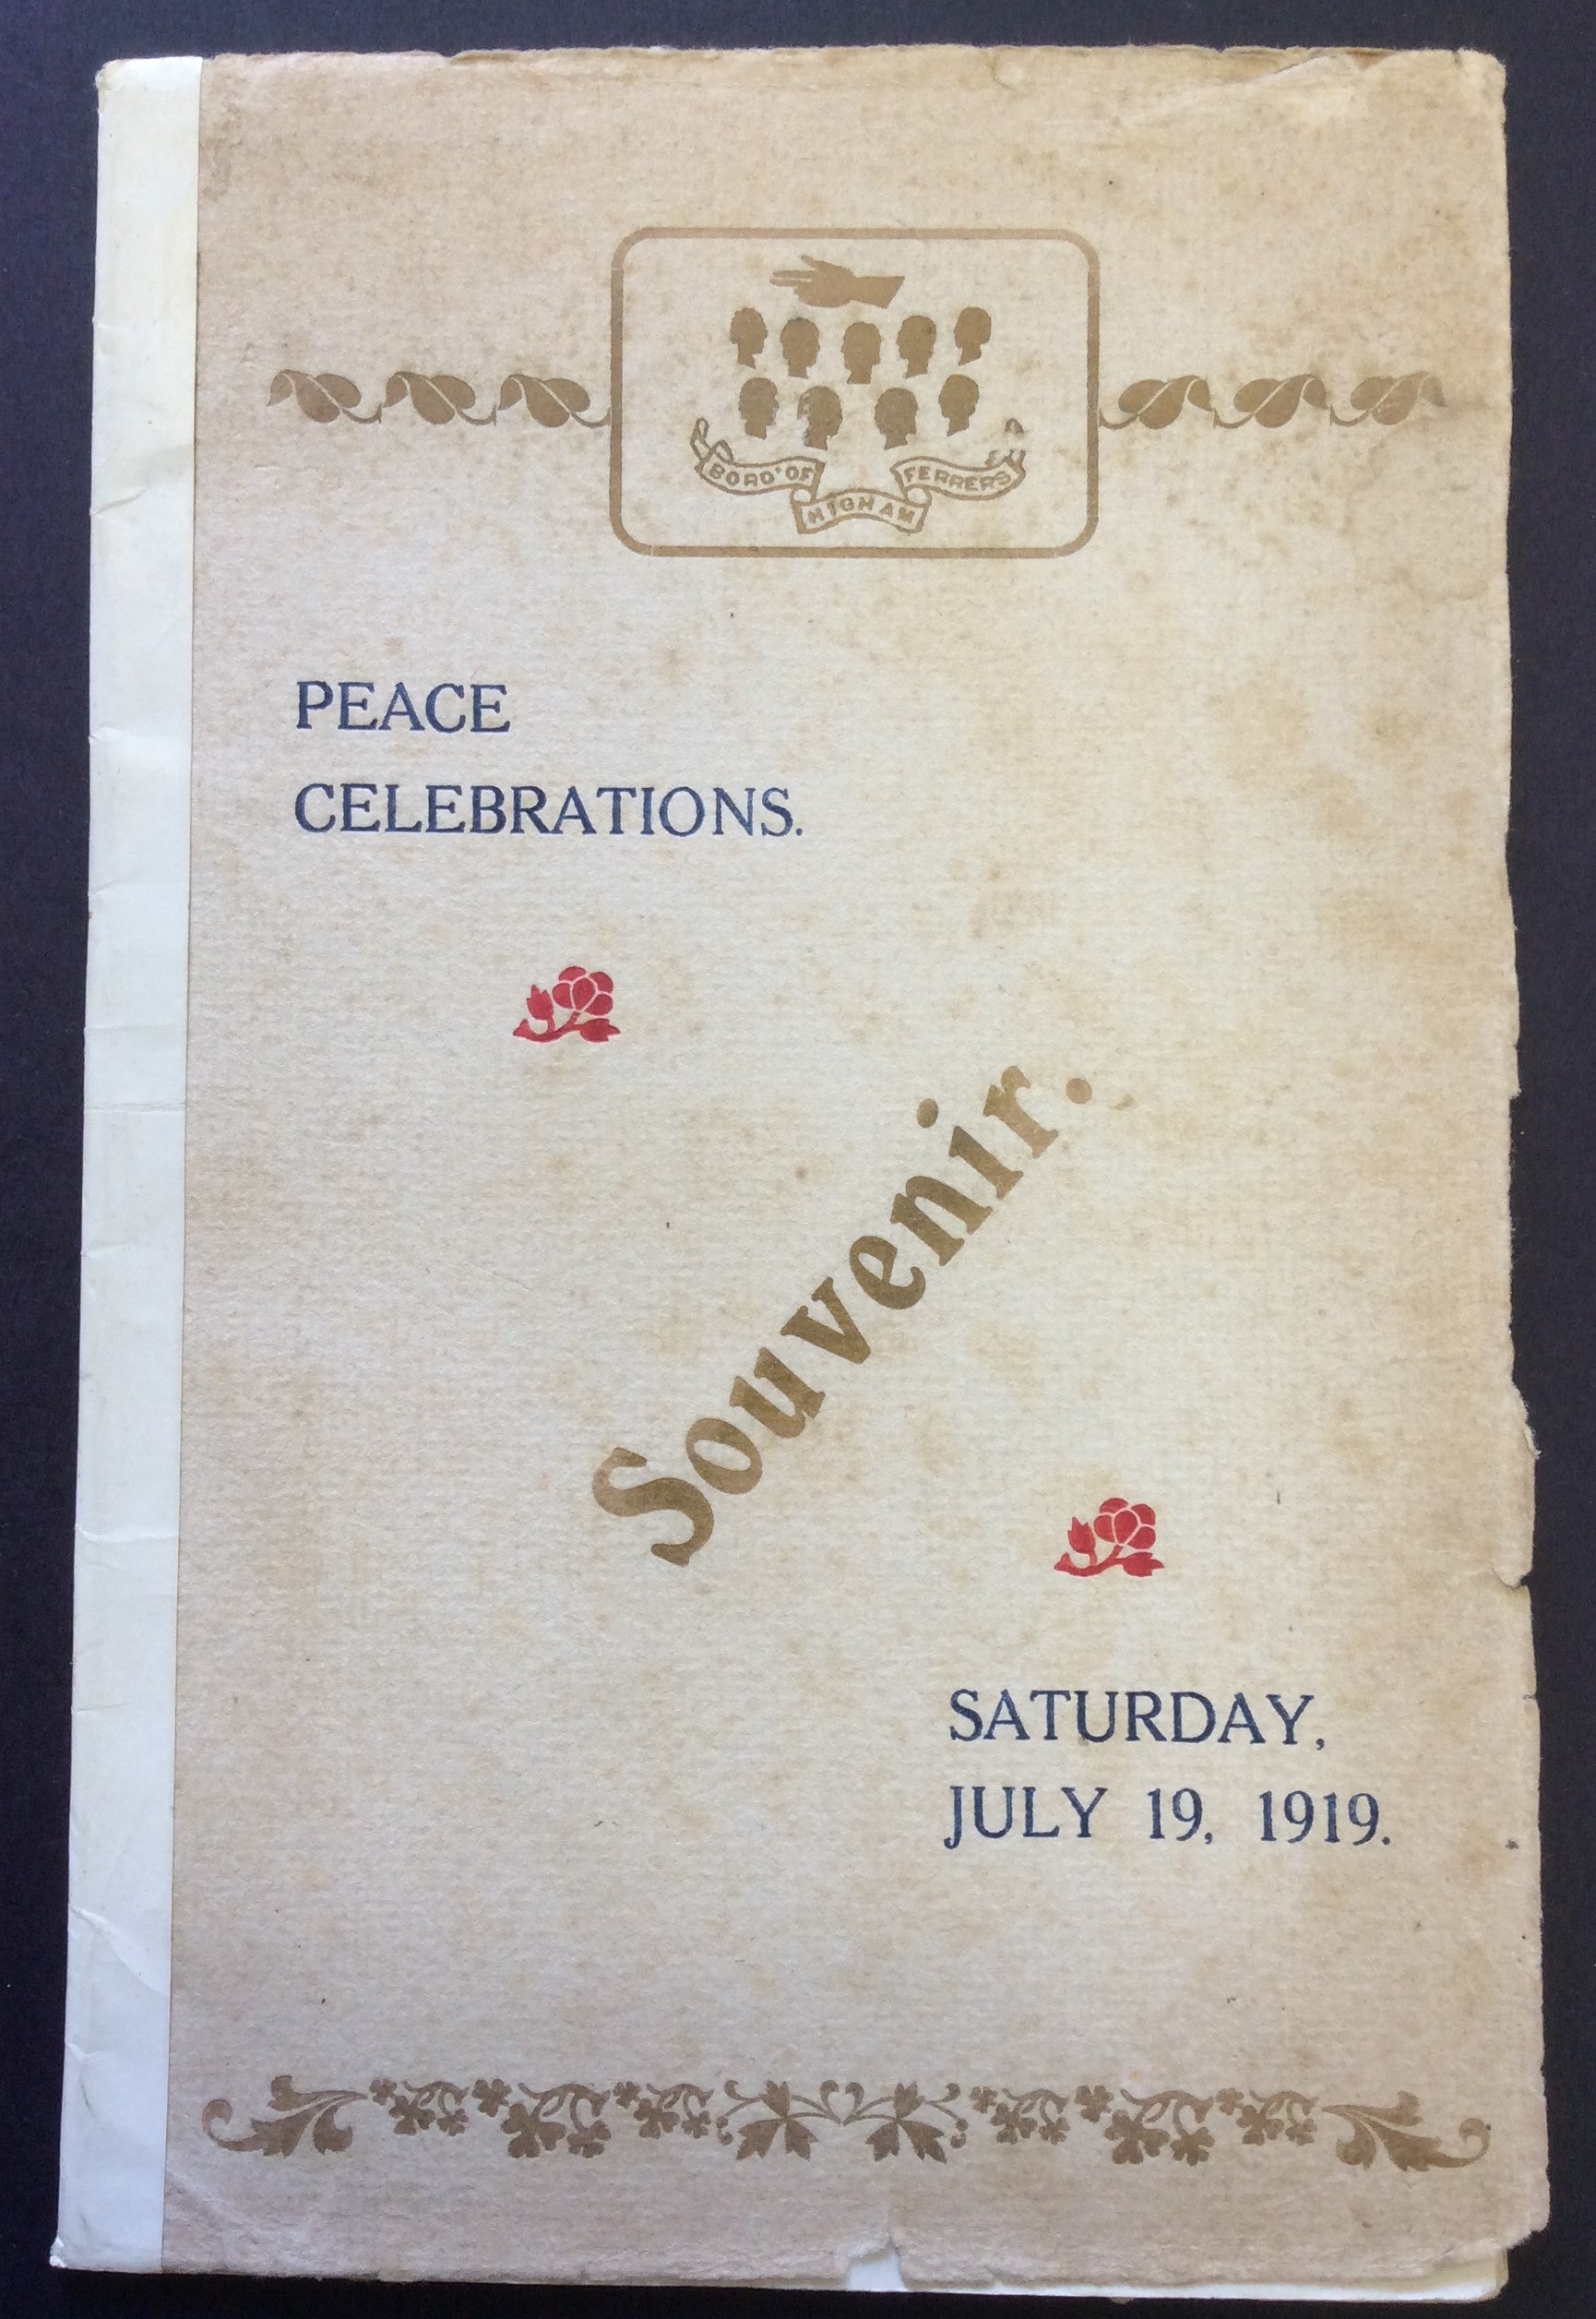 BORO' OF
HIGHAM
FERRERS
PEACE
CELEBRATIONS.
Souvenir.
SATURDAY,
JULY 19, 1919.